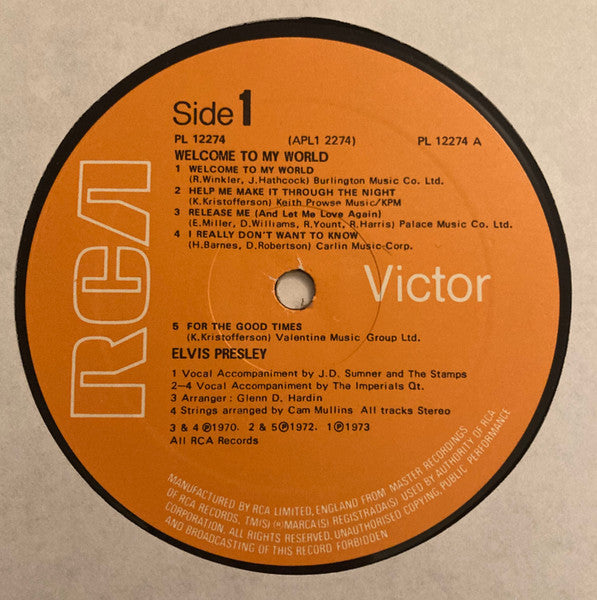 Side 1
PL 12274 (APL1 2274) PL 12274 A
WELCOME TO MY WORLD
1 WELCOME TO MY WORLD
(R.Winkler, J.Hathcock) Burlington Music Co. Ltd.
2 HELP ME MAKE IT THROUGH THE NIGHT
(K.Kristofferson) Keith Prowse Music/KPM
3 RELEASE ME (And Let Me Love Again)
(E.Miller, D.Williams, R.Yount, R.Harris) Palace Music Co. Ltd.
4 I REALLY DON'T WANT TO KNOW
(H.Barnes, D.Robertson) Carlin Music Corp.
RCA
Victor
5 FOR THE GOOD TIMES
(K.Kristofferson) Valentine Music Group Ltd.
ELVIS PRESLEY
1 Vocal Accompaniment by J.D. Sumner and The Stamps
2-4 Vocal Accompaniment by The Imperials Qt.
3 Arranger: Glenn D. Hardin
4 Strings arranged by Cam Mullins All tracks Stereo
3 & 4 ℗1970. 2 & 5 ℗1972. 1 ℗1973
All RCA Records
MANUFACTURED BY RCA LIMITED, ENGLAND FROM MASTER RECORDINGS
OF RCA RECORDS. TM(S) ® MARCA(S) REGISTRADA(S) USED BY AUTHORITY OF RCA
CORPORATION. ALL RIGHTS RESERVED. UNAUTHORISED COPYING, PUBLIC PERFORMANCE
AND BROADCASTING OF THIS RECORD FORBIDDEN